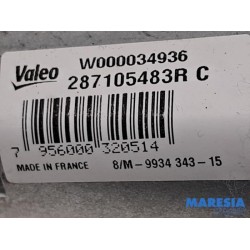 Valeo W000034936
287105483R C
7 956000 320514
MADE IN FRANCE 8/M-9934 343-15
MARESIA